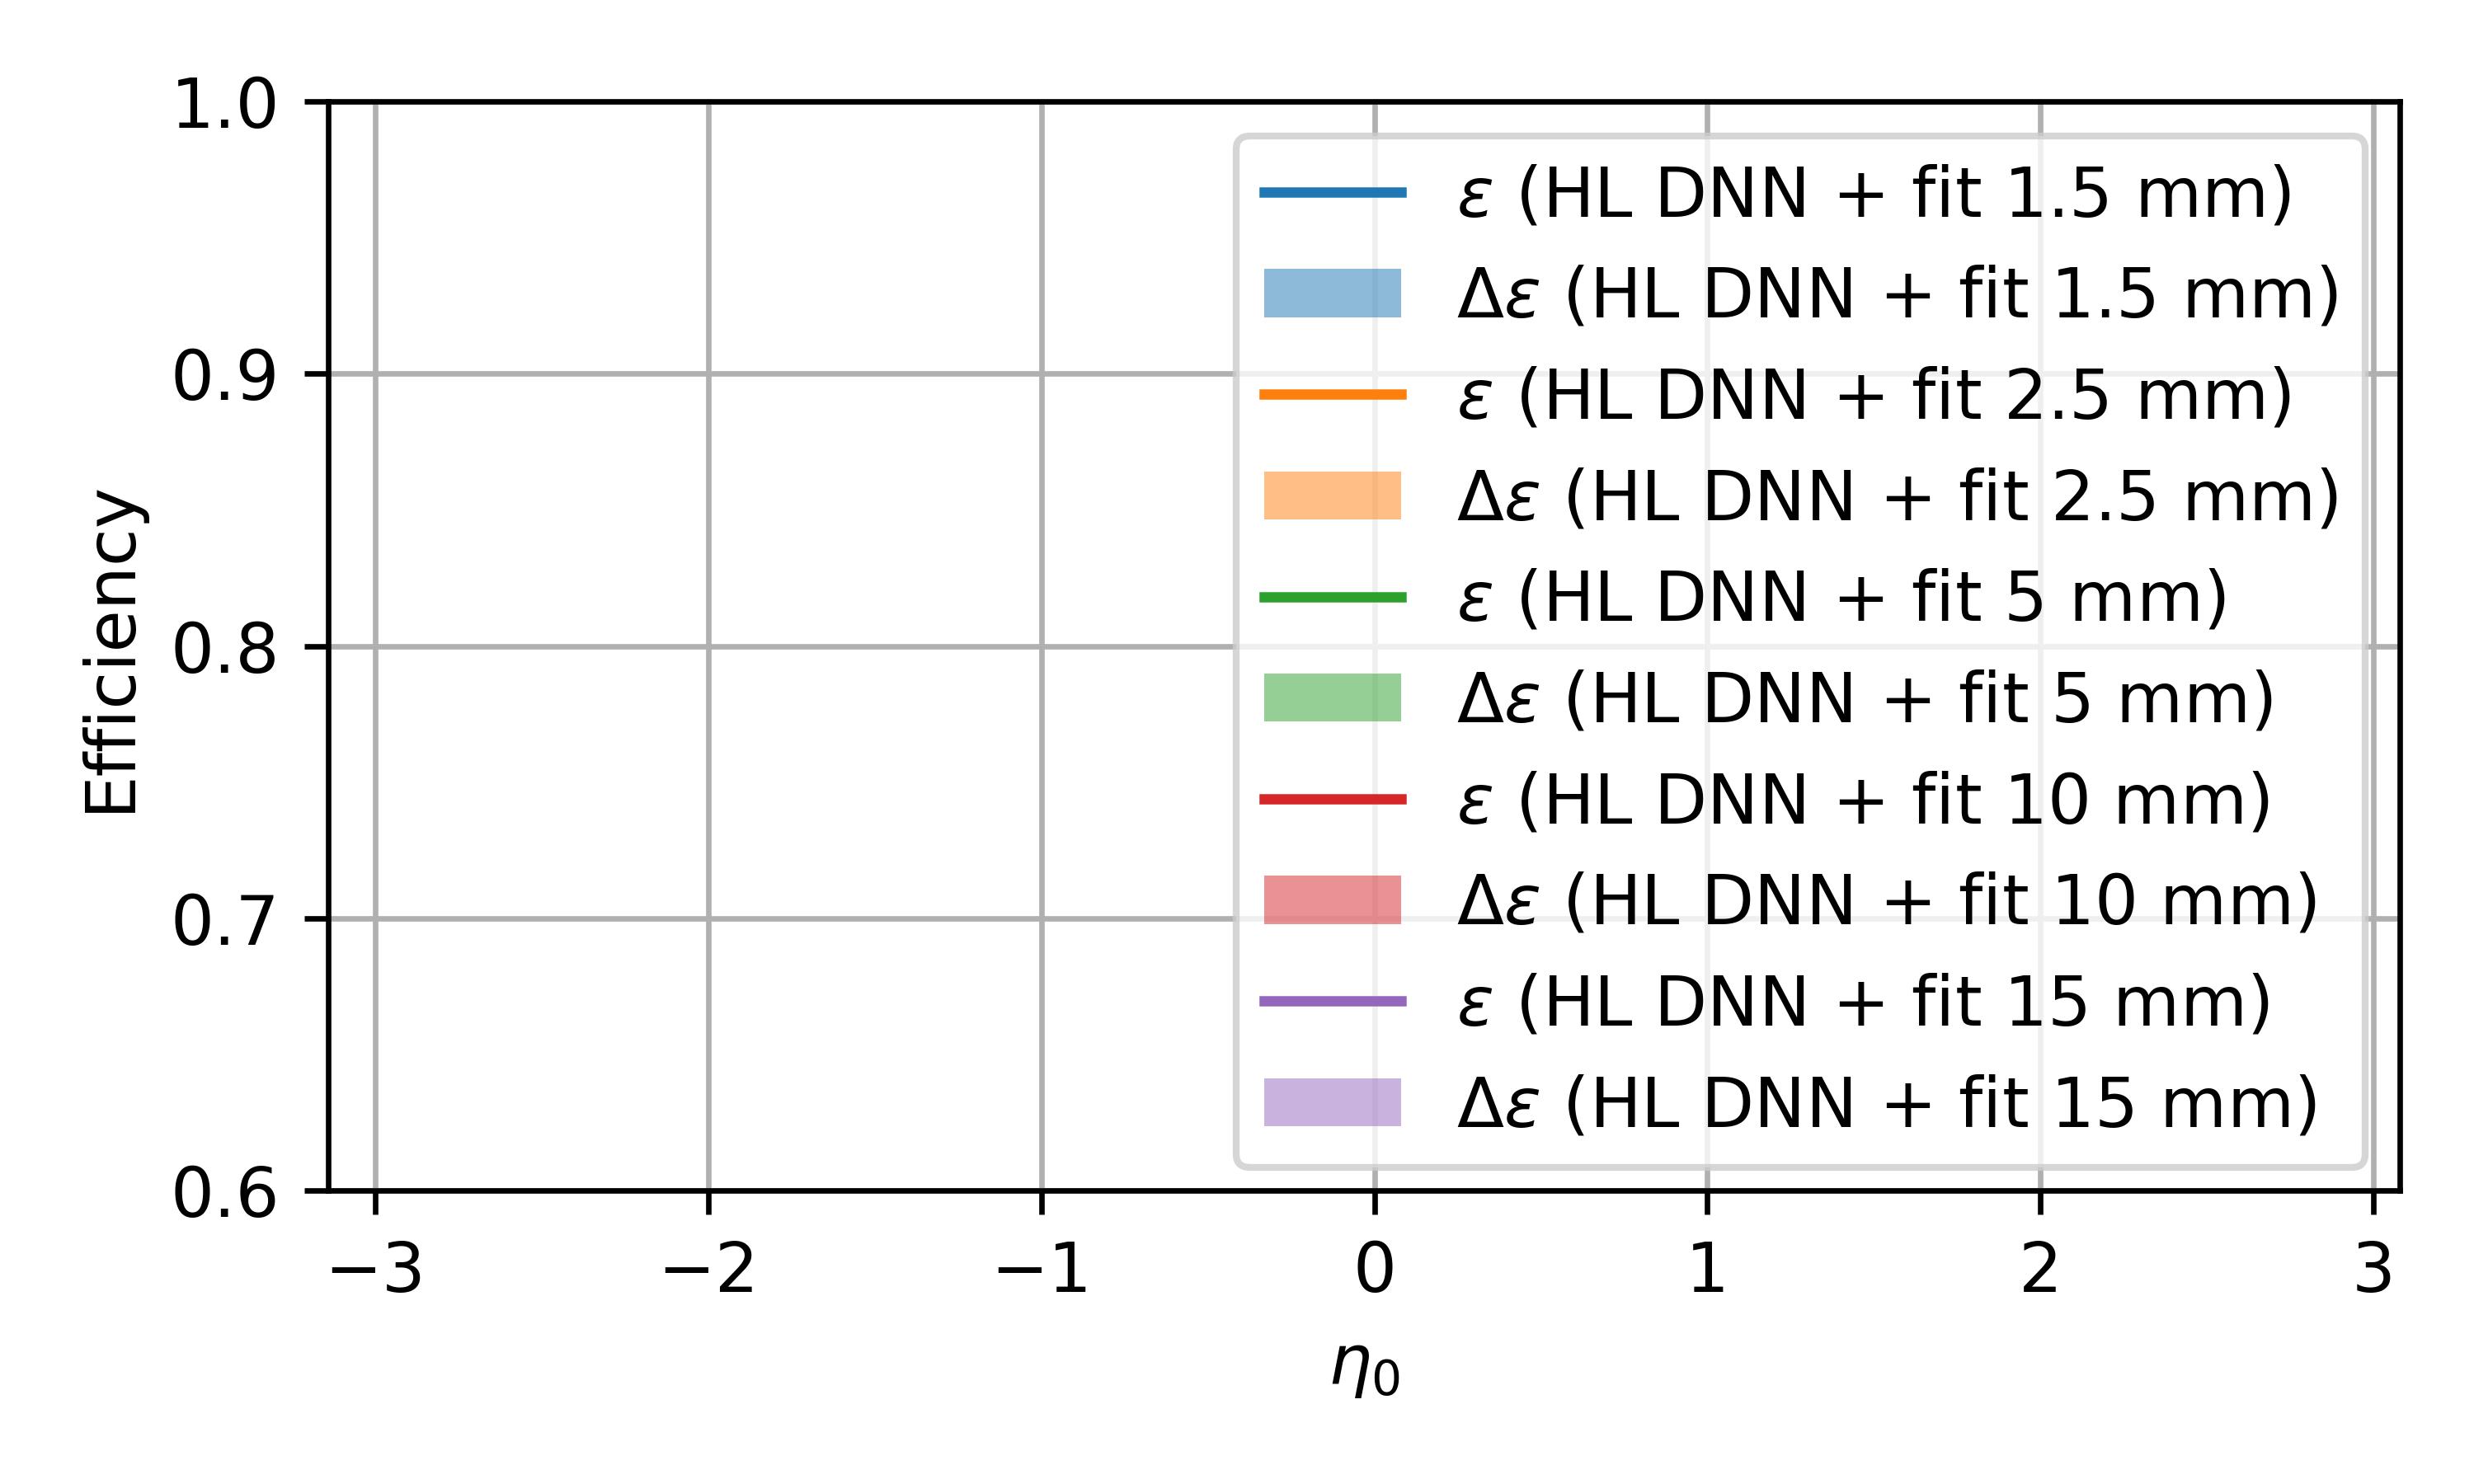 1.0
0.9
0.8
0.7
0.6
Efficiency
ε (HL DNN + fit 1.5 mm)
Δε (HL DNN + fit 1.5 mm)
ε (HL DNN + fit 2.5 mm)
Δε (HL DNN + fit 2.5 mm)
ε (HL DNN + fit 5 mm)
Δε (HL DNN + fit 5 mm)
ε (HL DNN + fit 10 mm)
Δε (HL DNN + fit 10 mm)
ε (HL DNN + fit 15 mm)
Δε (HL DNN + fit 15 mm)
−3 −2 −1 0 1 2 3
η₀